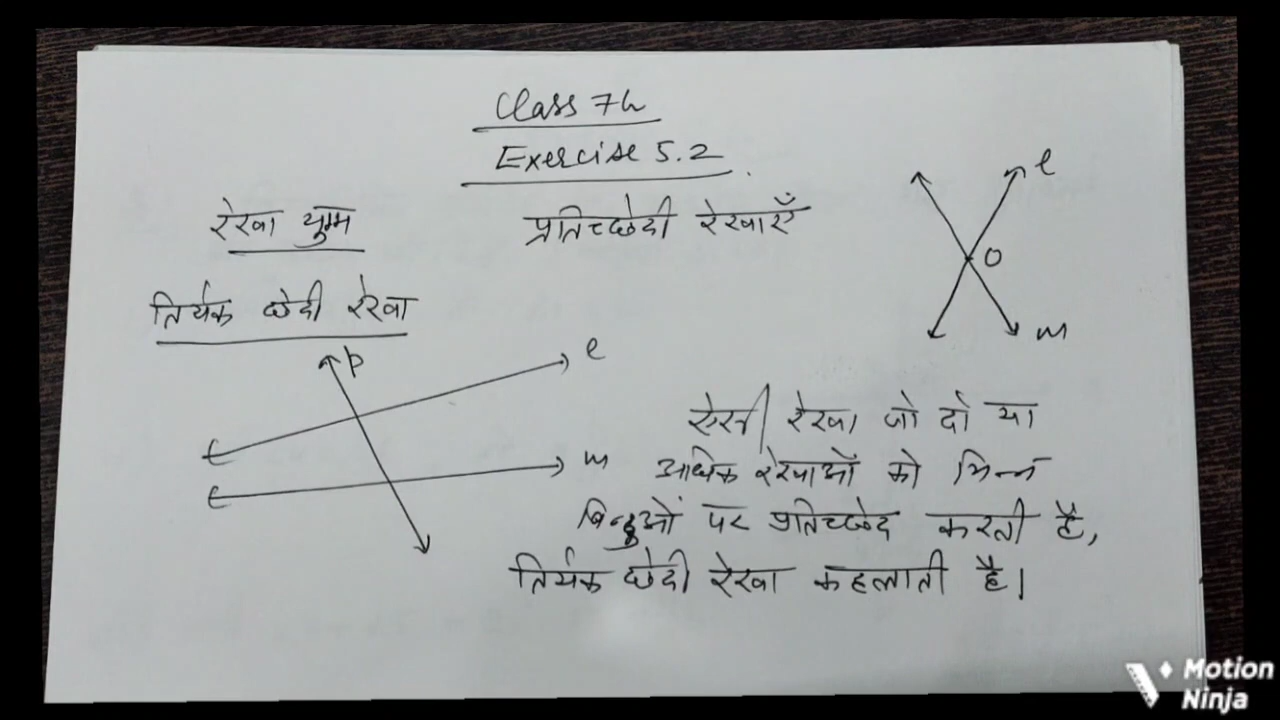 Class 7th
Exercise 5.2
रेखा युग्म
प्रतिच्छेदी रेखाएँ
l
O
m
तिर्यक छेदी रेखा
p
l
m
ऐसी रेखा जो दो या
अधिक रेखाओं को भिन्न
बिन्दुओं पर प्रतिच्छेद करती है,
तिर्यक छेदी रेखा कहलाती है।
Motion
Ninja